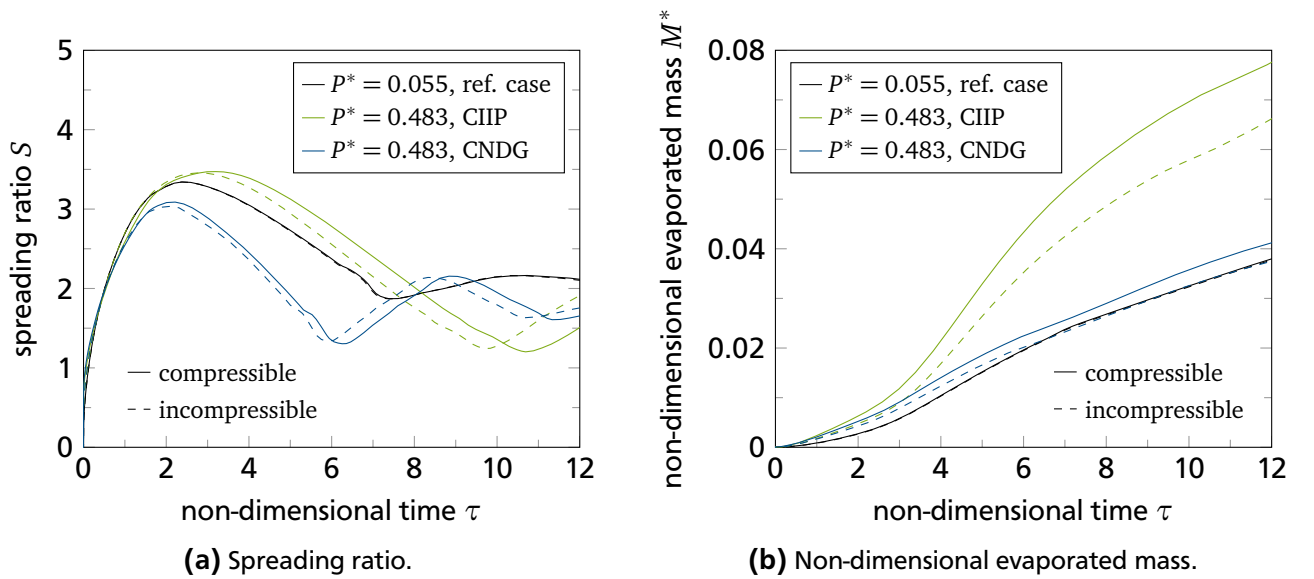 5
4
3
2
1
0
spreading ratio S
P* = 0.055, ref. case
P* = 0.483, CIIP
P* = 0.483, CNDG
compressible
incompressible
0 2 4 6 8 10 12
non-dimensional time τ
(a) Spreading ratio.
0.08
0.06
0.04
0.02
0
non-dimensional evaporated mass M*
P* = 0.055, ref. case
P* = 0.483, CIIP
P* = 0.483, CNDG
compressible
incompressible
0 2 4 6 8 10 12
non-dimensional time τ
(b) Non-dimensional evaporated mass.